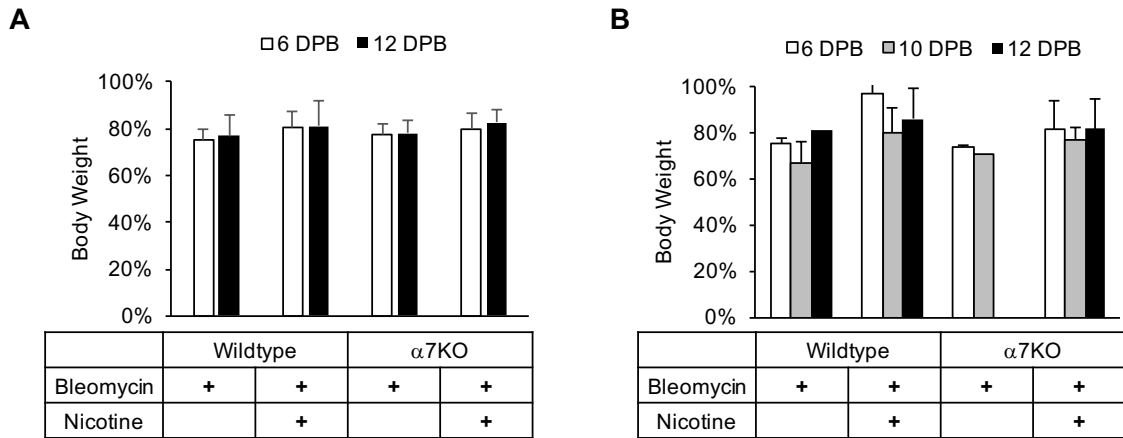 A
6 DPB 12 DPB
100%
80%
60%
40%
20%
0%
Body Weight
Wildtype α7KO
Bleomycin + + + +
Nicotine + +
B
6 DPB 10 DPB 12 DPB
100%
80%
60%
40%
20%
0%
Body Weight
Wildtype α7KO
Bleomycin + + + +
Nicotine + +